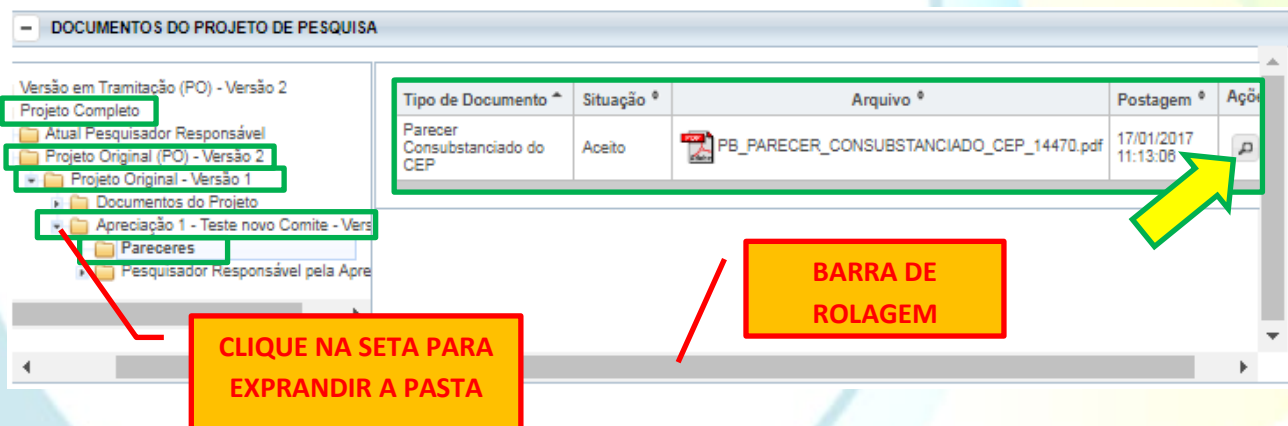 DOCUMENTOS DO PROJETO DE PESQUISA
Versão em Tramitação (PO) - Versão 2
Projeto Completo
Atual Pesquisador Responsável
Projeto Original (PO) - Versão 2
Projeto Original - Versão 1
Documentos do Projeto
Apreciação 1 - Teste novo Comite - Vers
Pareceres
Pesquisador Responsável pela Apre
Tipo de Documento Situação Arquivo Postagem Açõe
Parecer
Consubstanciado do
CEP
Aceito
PB_PARECER_CONSUBSTANCIADO_CEP_14470.pdf
17/01/2017
11:13:06
BARRA DE
ROLAGEM
CLIQUE NA SETA PARA
EXPRANDIR A PASTA